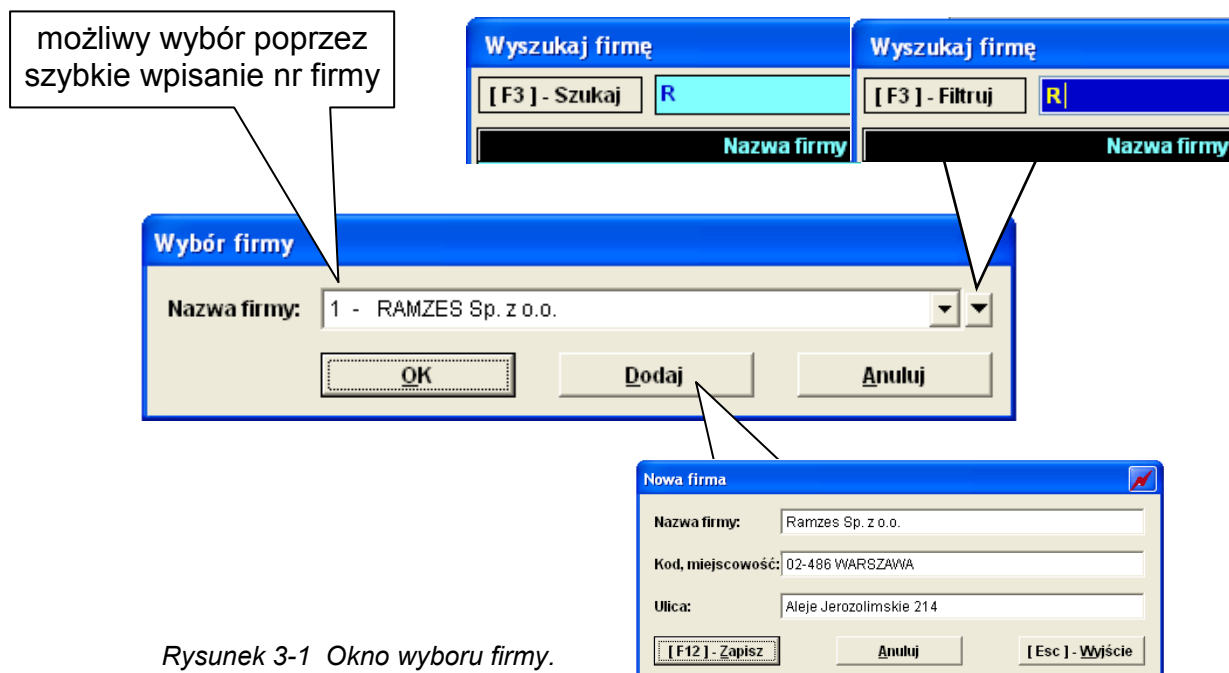 możliwy wybór poprzez
szybkie wpisanie nr firmy
Wyszukaj firmę
[ F3 ] - Szukaj R
Nazwa firmy
Wyszukaj firmę
[ F3 ] - Filtruj R
Nazwa firmy
Wybór firmy
Nazwa firmy: 1 - RAMZES Sp. z o.o.
OK Dodaj Anuluj
Nowa firma
Nazwa firmy: Ramzes Sp. z o.o.
Kod, miejscowość: 02-486 WARSZAWA
Ulica: Aleje Jerozolimskie 214
[ F12 ] - Zapisz Anuluj [ Esc ] - Wyjście
Rysunek 3-1 Okno wyboru firmy.